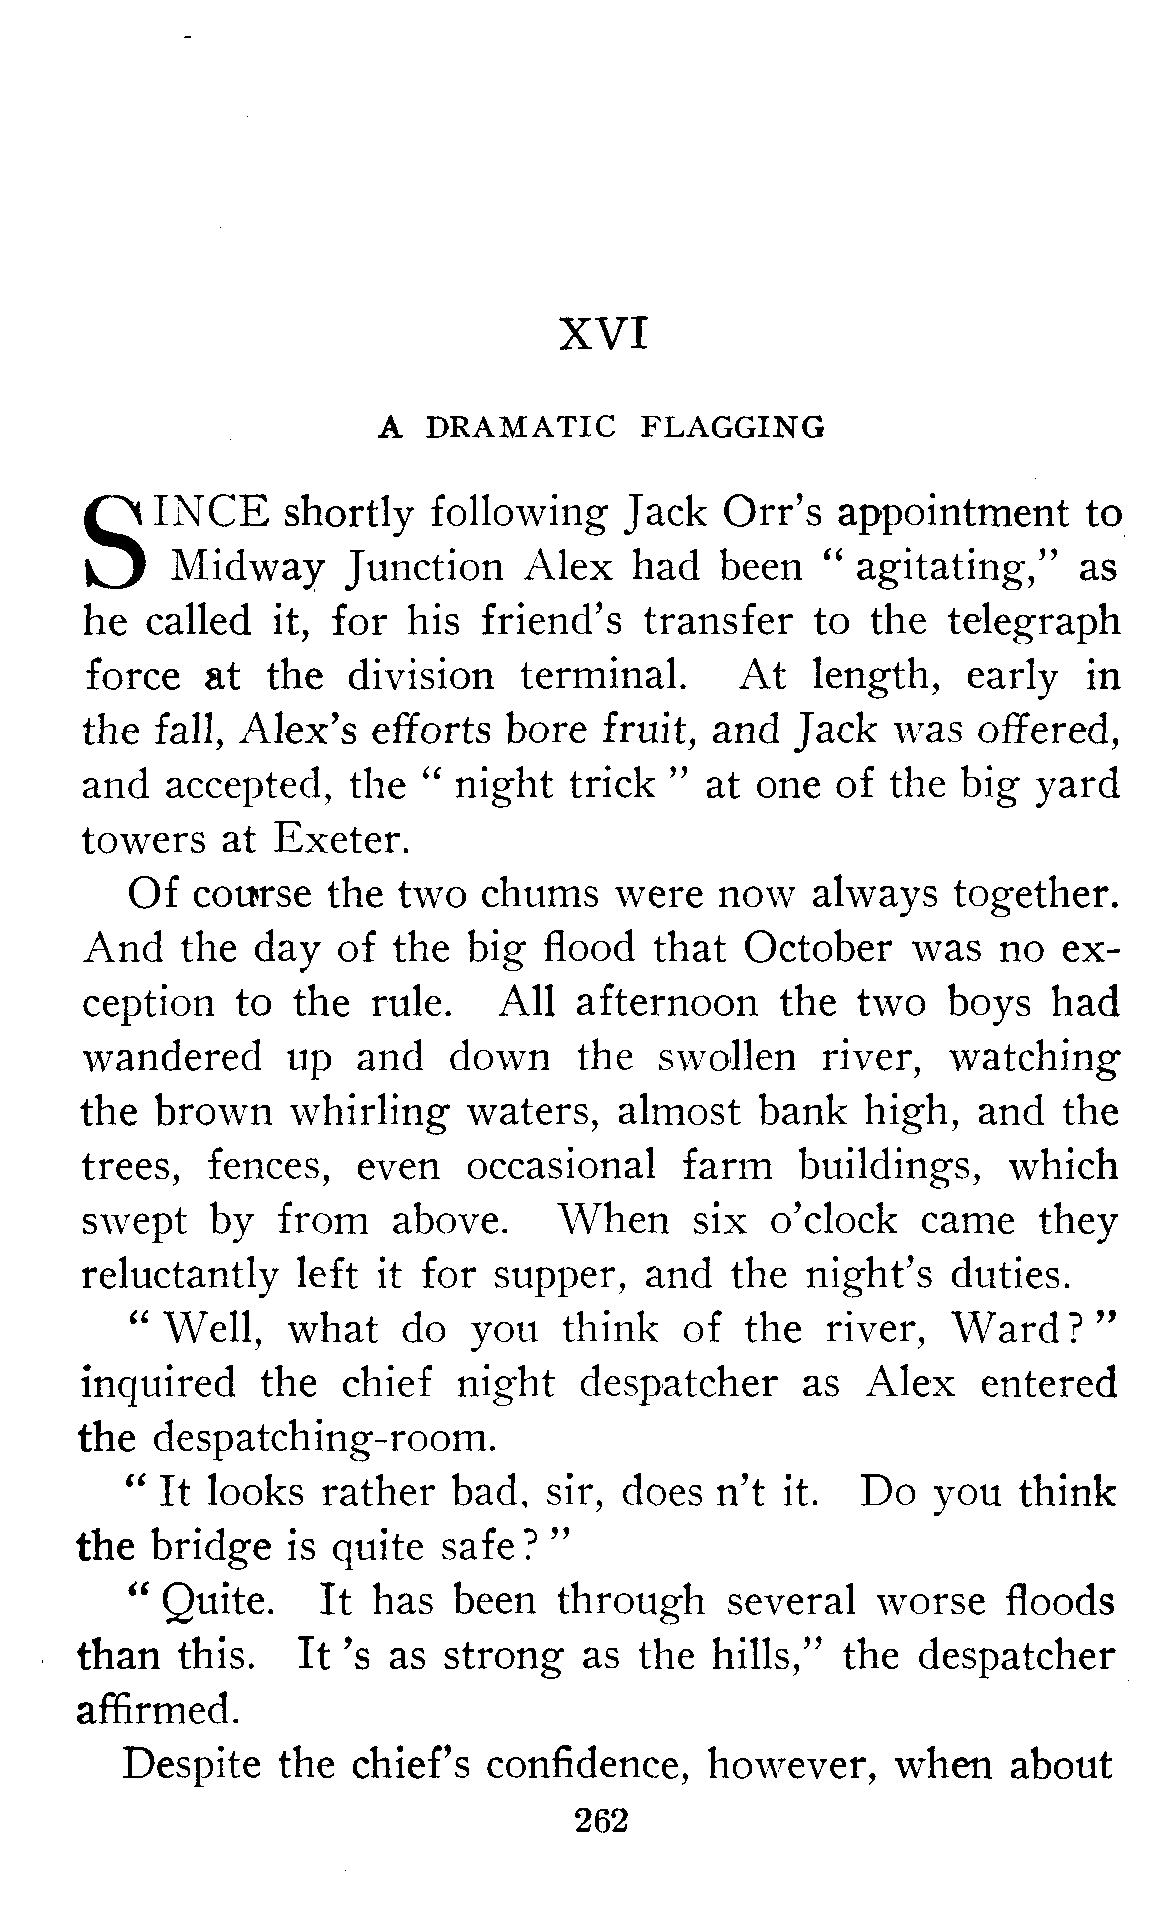 XVI
A DRAMATIC FLAGGING
SINCE shortly following Jack Orr's appointment to
Midway Junction Alex had been " agitating," as
he called it, for his friend's transfer to the telegraph
force at the division terminal. At length, early in
the fall, Alex's efforts bore fruit, and Jack was offered,
and accepted, the " night trick " at one of the big yard
towers at Exeter.
Of course the two chums were now always together.
And the day of the big flood that October was no ex-
ception to the rule. All afternoon the two boys had
wandered up and down the swollen river, watching
the brown whirling waters, almost bank high, and the
trees, fences, even occasional farm buildings, which
swept by from above. When six o'clock came they
reluctantly left it for supper, and the night's duties.
" Well, what do you think of the river, Ward? "
inquired the chief night despatcher as Alex entered
the despatching-room.
" It looks rather bad, sir, does n't it. Do you think
the bridge is quite safe? "
" Quite. It has been through several worse floods
than this. It 's as strong as the hills," the despatcher
affirmed.
Despite the chief's confidence, however, when about
262